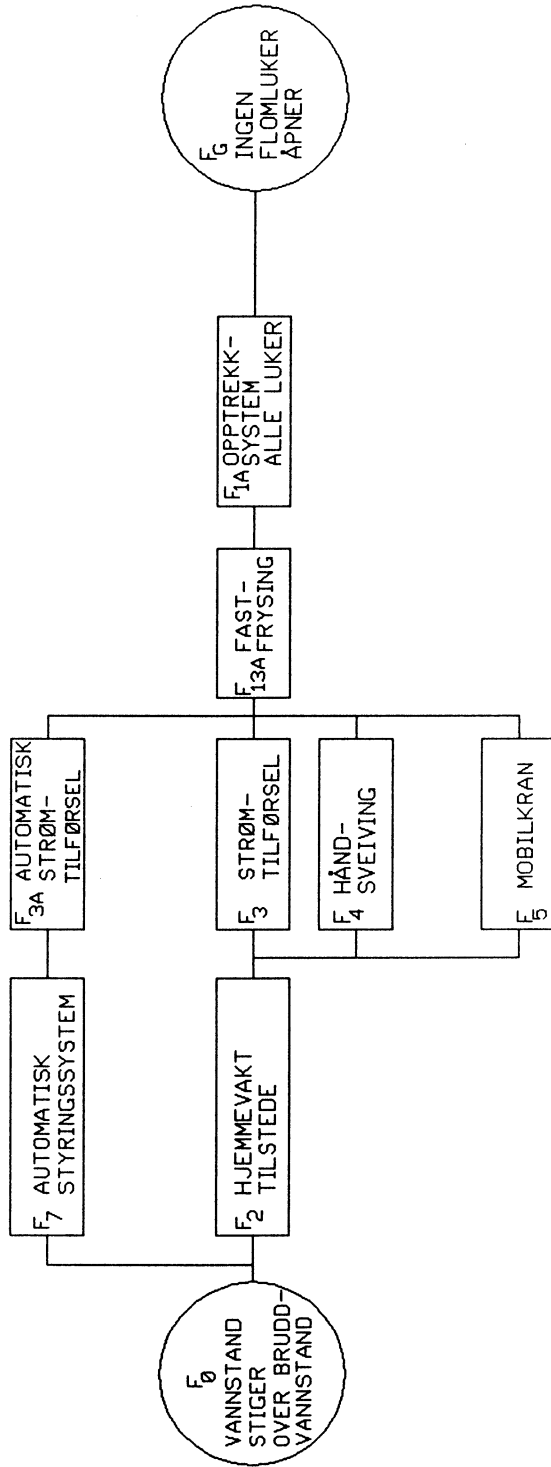 F0
VANNSTAND
STIGER
OVER BRUDD-
VANNSTAND
F7 AUTOMATISK
STYRINGSSYSTEM
F3A AUTOMATISK
STRØM-
TILFØRSEL
F2 HJEMMEVAKT
TILSTEDE
F3 STRØM-
TILFØRSEL
F4 HÅND-
SVEIVING
F5 MOBILKRAN
F13A FAST-
FRYSING
F1A OPPTREKK-
SYSTEM
ALLE LUKER
FG
INGEN
FLOMLUKER
ÅPNER